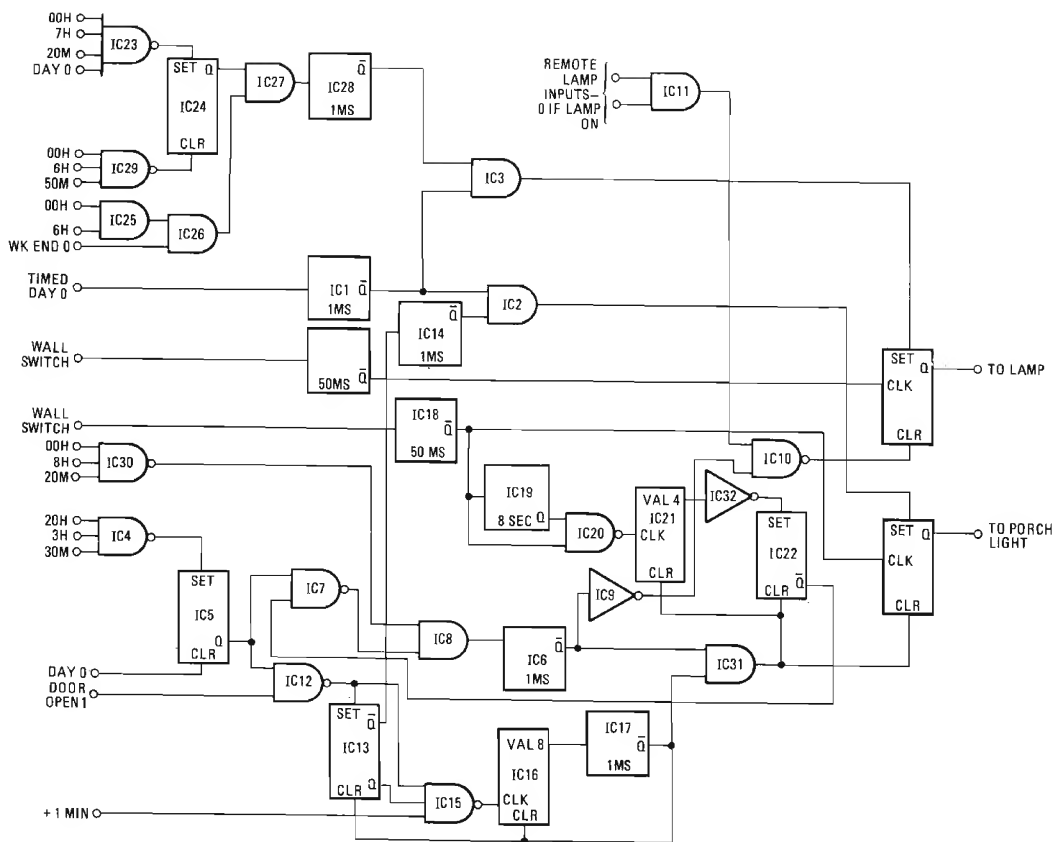 00H
7H
20M
DAY 0
IC23
SET Q
IC24
CLR
IC27
Q̄
IC28
1MS
REMOTE
LAMP
INPUTS–
0 IF LAMP
ON
IC11
00H
6H
50M
IC29
00H
6H
IC25
WK END 0
IC26
IC3
TIMED
DAY 0
IC1
Q̄
1MS
IC2
Q̄
IC14
1MS
WALL
SWITCH
50MS
Q̄
SET
Q
CLK
CLR
TO LAMP
WALL
SWITCH
IC18
Q̄
50 MS
00H
8H
20M
IC30
IC10
IC19
Q
8 SEC
IC20
VAL 4
IC21
CLK
CLR
IC32
SET
IC22
Q̄
CLR
SET
Q
CLK
CLR
TO PORCH
LIGHT
20H
3H
30M
IC4
SET
IC5
Q
CLR
IC7
IC9
IC8
Q̄
IC6
1MS
IC31
DAY 0
DOOR
OPEN 1
IC12
SET
Q̄
IC13
Q
CLR
IC15
VAL 8
IC16
CLK
CLR
IC17
Q̄
1MS
+ 1 MIN